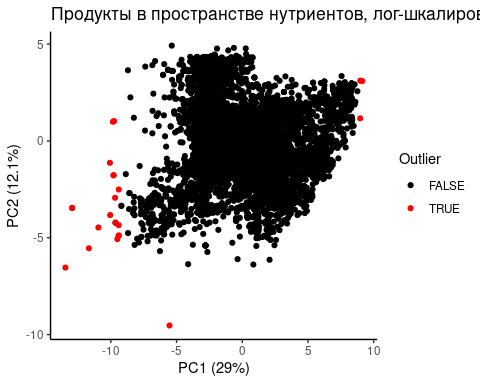 Продукты в пространстве нутриентов, лог-шкалиров
5
0
-5
-10
PC2 (12.1%)
-10 -5 0 5 10
PC1 (29%)
Outlier
FALSE
TRUE